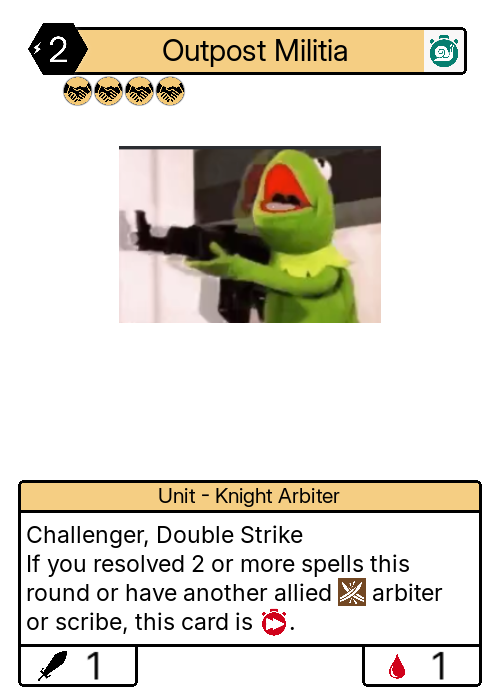 2
Outpost Militia
Unit - Knight Arbiter
Challenger, Double Strike
If you resolved 2 or more spells this
round or have another allied arbiter
or scribe, this card is .
1
1